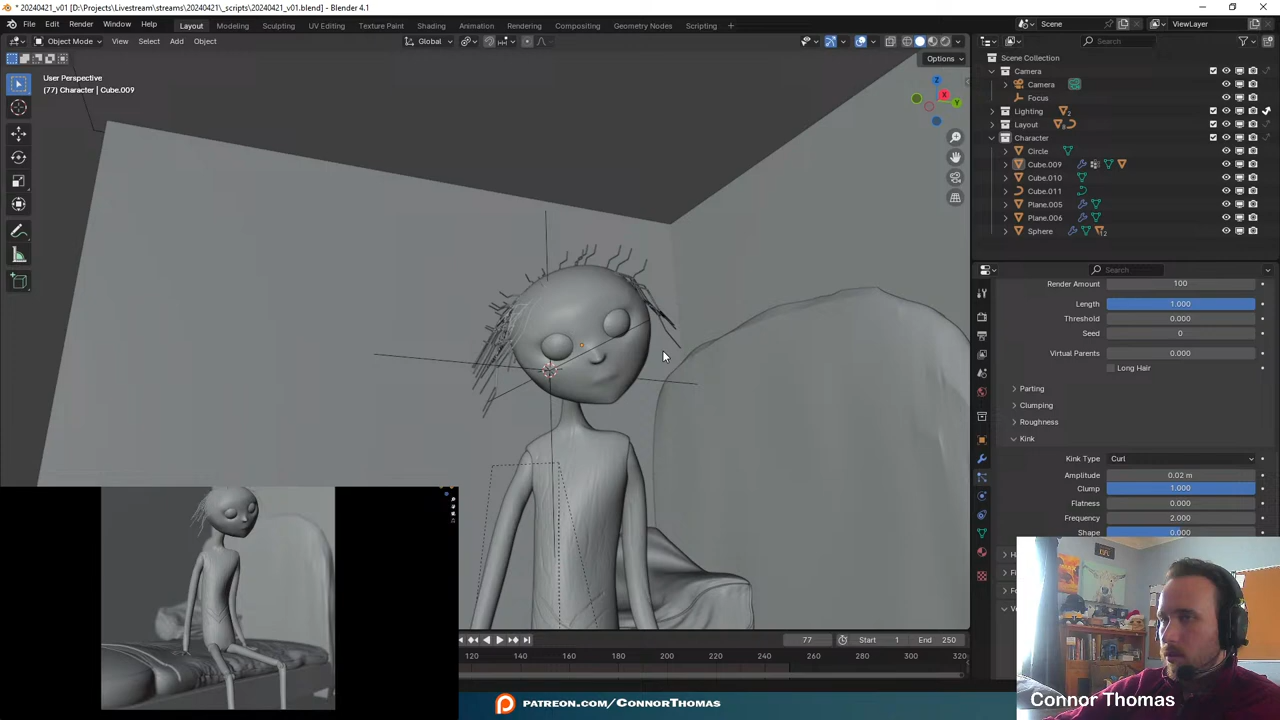 * 20240421_v01 [D:\Projects\Livestream\streams\20240421\_scripts\20240421_v01.blend] - Blender 4.1
File Edit Render Window Help Layout Modeling Sculpting UV Editing Texture Paint Shading Animation Rendering Compositing Geometry Nodes Scripting + Scene ViewLayer
Object Mode View Select Add Object Global Search
Options
User Perspective
(77) Character | Cube.009
Z
X
Y
Scene Collection
Camera
Camera
Focus
Lighting 2
Layout
Character
Circle
Cube.009
Cube.010
Cube.011
Plane.005
Plane.006
Sphere 12
Search
Render Amount 100
Length 1.000
Threshold 0.000
Seed 0
Virtual Parents 0.000
Long Hair
Parting
Clumping
Roughness
Kink
Kink Type Curl
Amplitude 0.02 m
Clump 1.000
Flatness 0.000
Frequency 2.000
Shape 0.000
77 Start 1 End 250
120 140 160 180 200 220 240 260 280 300 320
PATREON.COM/CONNORTHOMAS
Connor Thomas